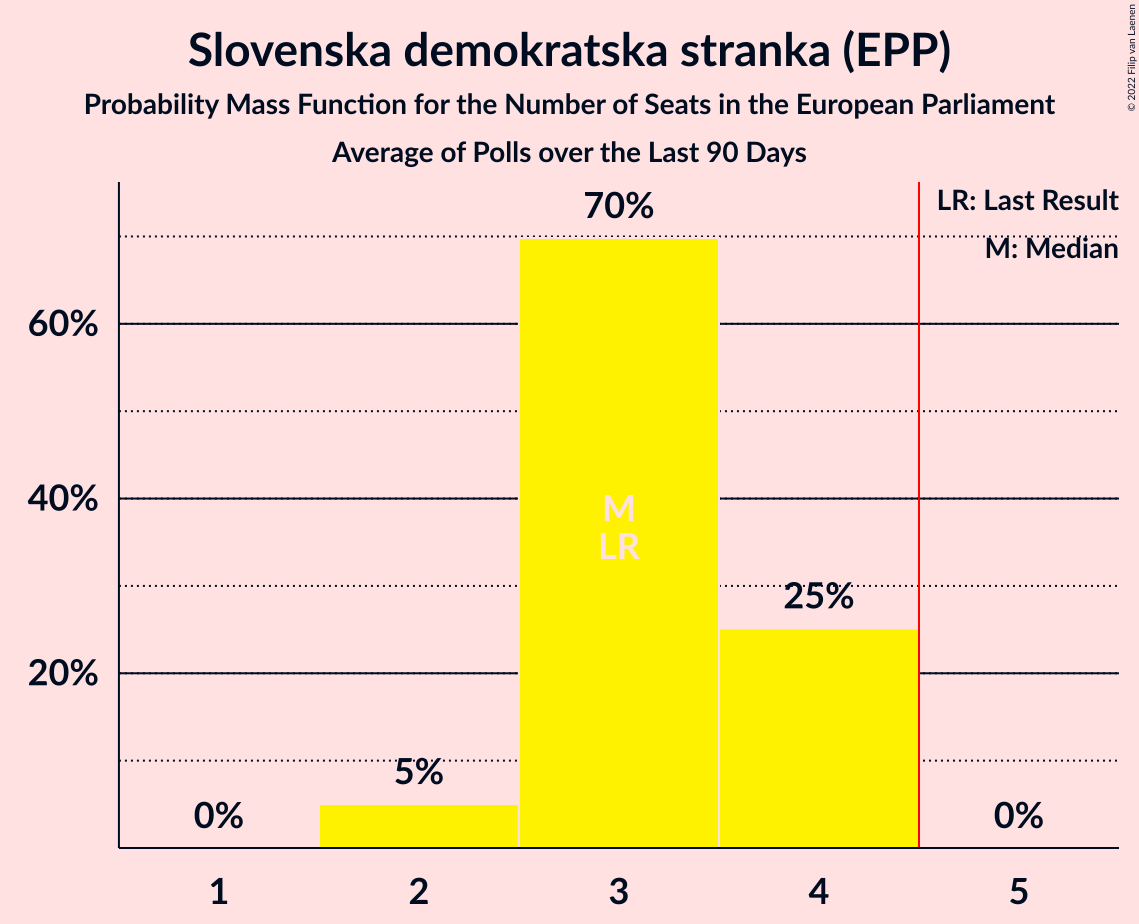 Slovenska demokratska stranka (EPP)
Probability Mass Function for the Number of Seats in the European Parliament
Average of Polls over the Last 90 Days
© 2022 Filip van Laenen
LR: Last Result
M: Median
70%
60%
40%
20%
M
LR
25%
5%
0%
0%
1
2
3
4
5